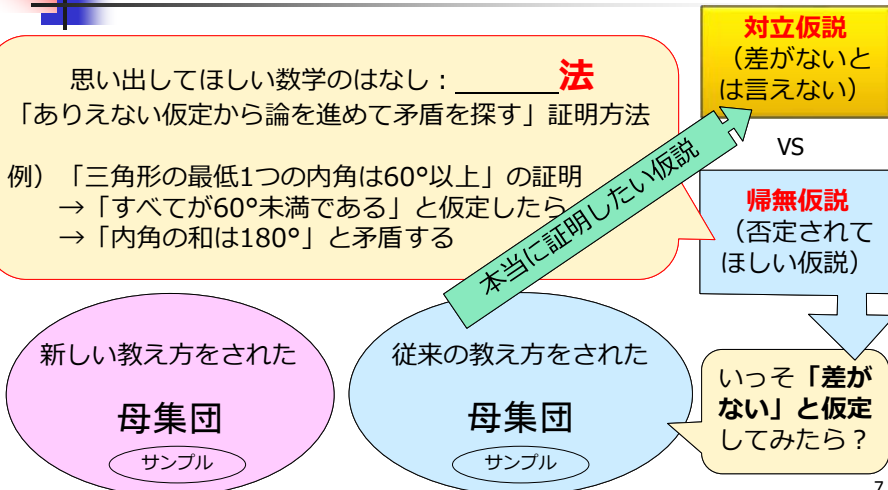 思い出してほしい数学のはなし：_______法
「ありえない仮定から論を進めて矛盾を探す」証明方法
例）「三角形の最低1つの内角は60°以上」の証明
→「すべてが60°未満である」と仮定したら
→「内角の和は180°」と矛盾する
対立仮説
（差がないと
は言えない）
VS
帰無仮説
（否定されて
ほしい仮説）
本当に証明したい仮説
新しい教え方をされた
母集団
サンプル
従来の教え方をされた
母集団
サンプル
いっそ「差が
ない」と仮定
してみたら？
7